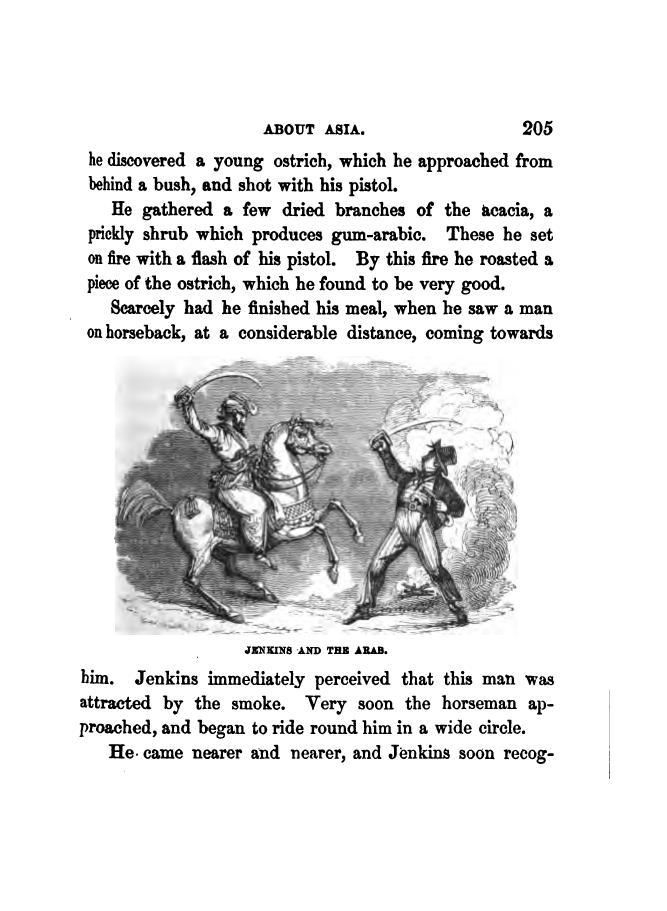 ABOUT ASIA. 205
he discovered a young ostrich, which he approached from
behind a bush, and shot with his pistol.
He gathered a few dried branches of the acacia, a
prickly shrub which produces gum-arabic. These he set
on fire with a flash of his pistol. By this fire he roasted a
piece of the ostrich, which he found to be very good.
Scarcely had he finished his meal, when he saw a man
on horseback, at a considerable distance, coming towards
JENKINS AND THE ARAB.
him. Jenkins immediately perceived that this man was
attracted by the smoke. Very soon the horseman ap-
proached, and began to ride round him in a wide circle.
He came nearer and nearer, and Jenkins soon recog-